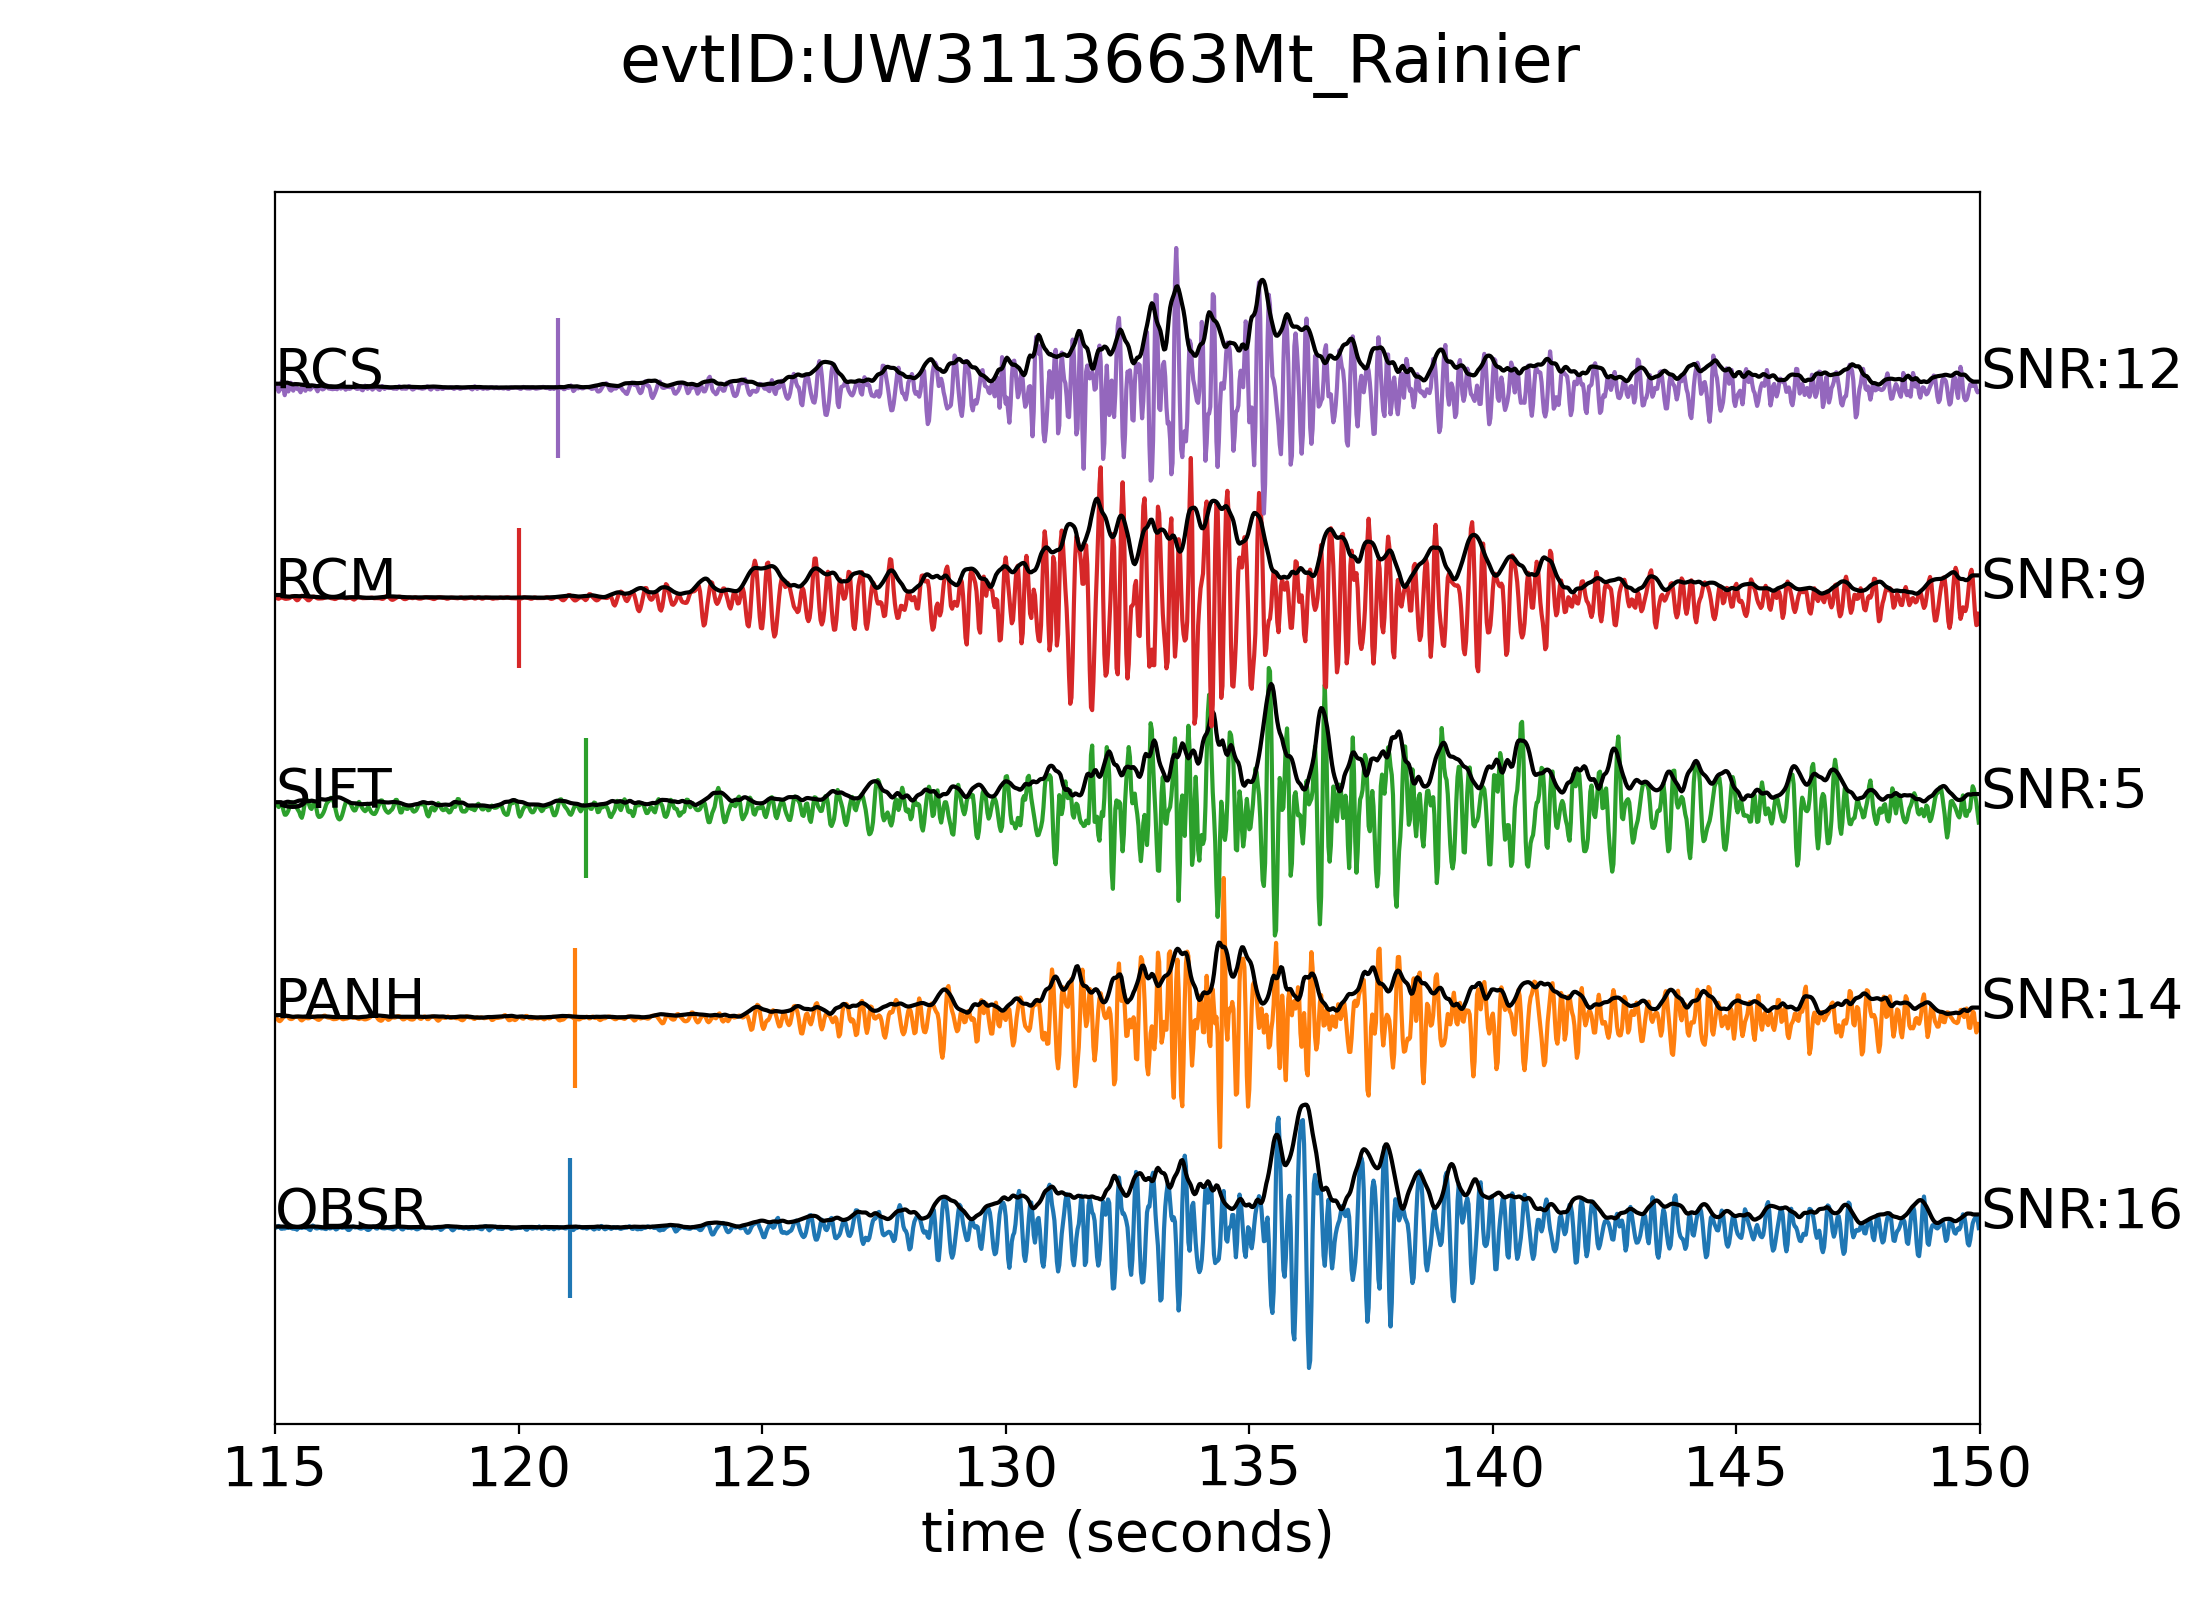 evtID:UW3113663Mt_Rainier
RCS SNR:12
RCM SNR:9
SIFT SNR:5
PANH SNR:14
OBSR SNR:16
115 120 125 130 135 140 145 150
time (seconds)